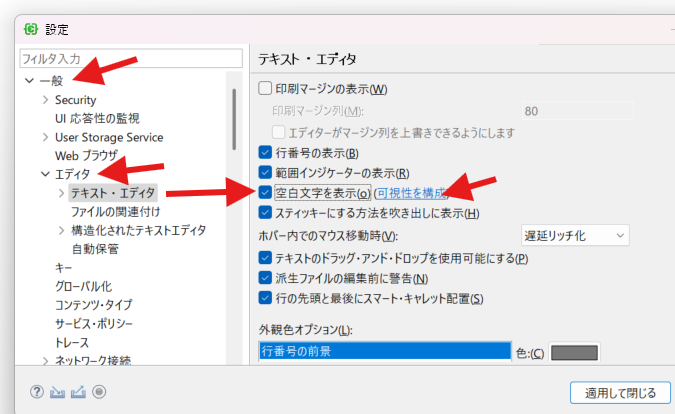 設定
フィルタ入力
一般
Security
UI 応答性の監視
User Storage Service
Web ブラウザ
エディタ
テキスト・エディタ
ファイルの関連付け
構造化されたテキストエディタ
自動保管
キー
グローバル化
コンテンツ・タイプ
サービス・ポリシー
トレース
ネットワーク接続
テキスト・エディタ
印刷マージンの表示(W)
印刷マージン列(M): 80
エディターがマージン列を上書きできるようにします
行番号の表示(B)
範囲インジケーターの表示(R)
空白文字を表示(o) (可視性を構成)
スティッキーにする方法を吹き出しに表示(H)
ホバー内でのマウス移動時(V): 遅延リッチ化
テキストのドラッグ・アンド・ドロップを使用可能にする(P)
派生ファイルの編集前に警告(N)
行の先頭と最後にスマート・キャレット配置(S)
外観色オプション(L):
行番号の前景
色:(C)
適用して閉じる